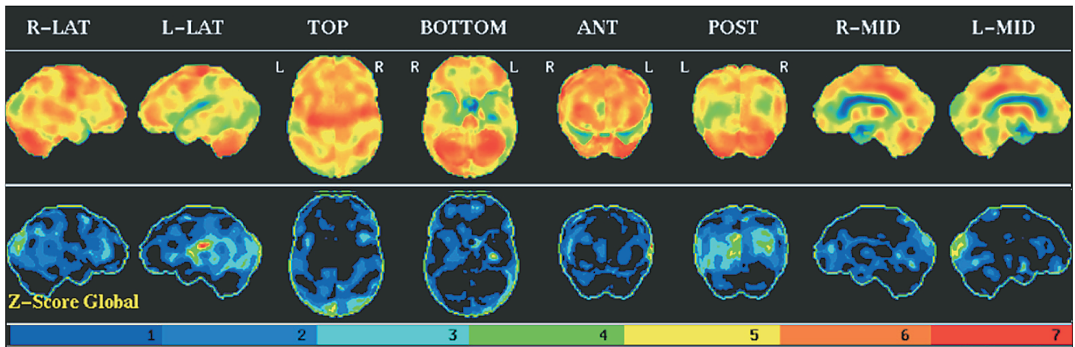 R-LAT L-LAT TOP BOTTOM ANT POST R-MID L-MID
L R R L R L L R
Z-Score Global
1 2 3 4 5 6 7